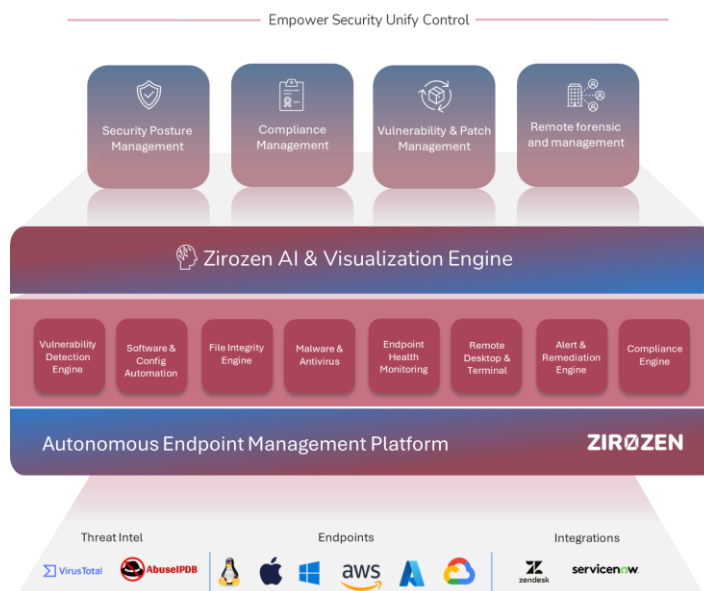 Empower Security Unify Control
Security Posture
Management
Compliance
Management
Vulnerability & Patch
Management
Remote forensic
and management
Zirozen AI & Visualization Engine
Vulnerability
Detection
Engine
Software &
Config
Automation
File Integrity
Engine
Malware &
Antivirus
Endpoint
Health
Monitoring
Remote
Desktop &
Terminal
Alert &
Remediation
Engine
Compliance
Engine
Autonomous Endpoint Management Platform
ZIROZEN
Threat Intel
Endpoints
Integrations
VirusTotal
AbuseIPDB
aws
zendesk
servicenow